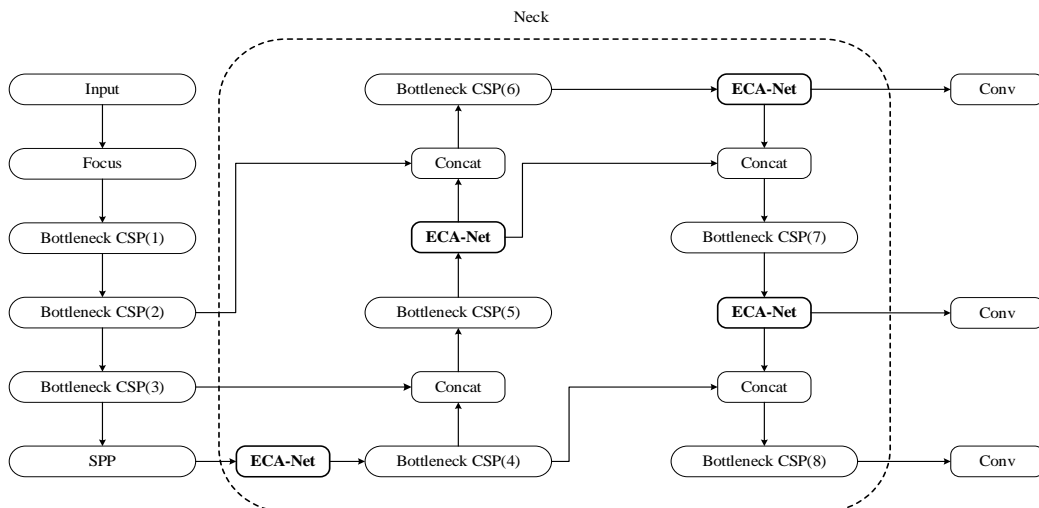 Neck
Input
Bottleneck CSP(6)
ECA-Net
Conv
Focus
Concat
Concat
Bottleneck CSP(1)
ECA-Net
Bottleneck CSP(7)
Bottleneck CSP(2)
Bottleneck CSP(5)
ECA-Net
Conv
Bottleneck CSP(3)
Concat
Concat
SPP
ECA-Net
Bottleneck CSP(4)
Bottleneck CSP(8)
Conv